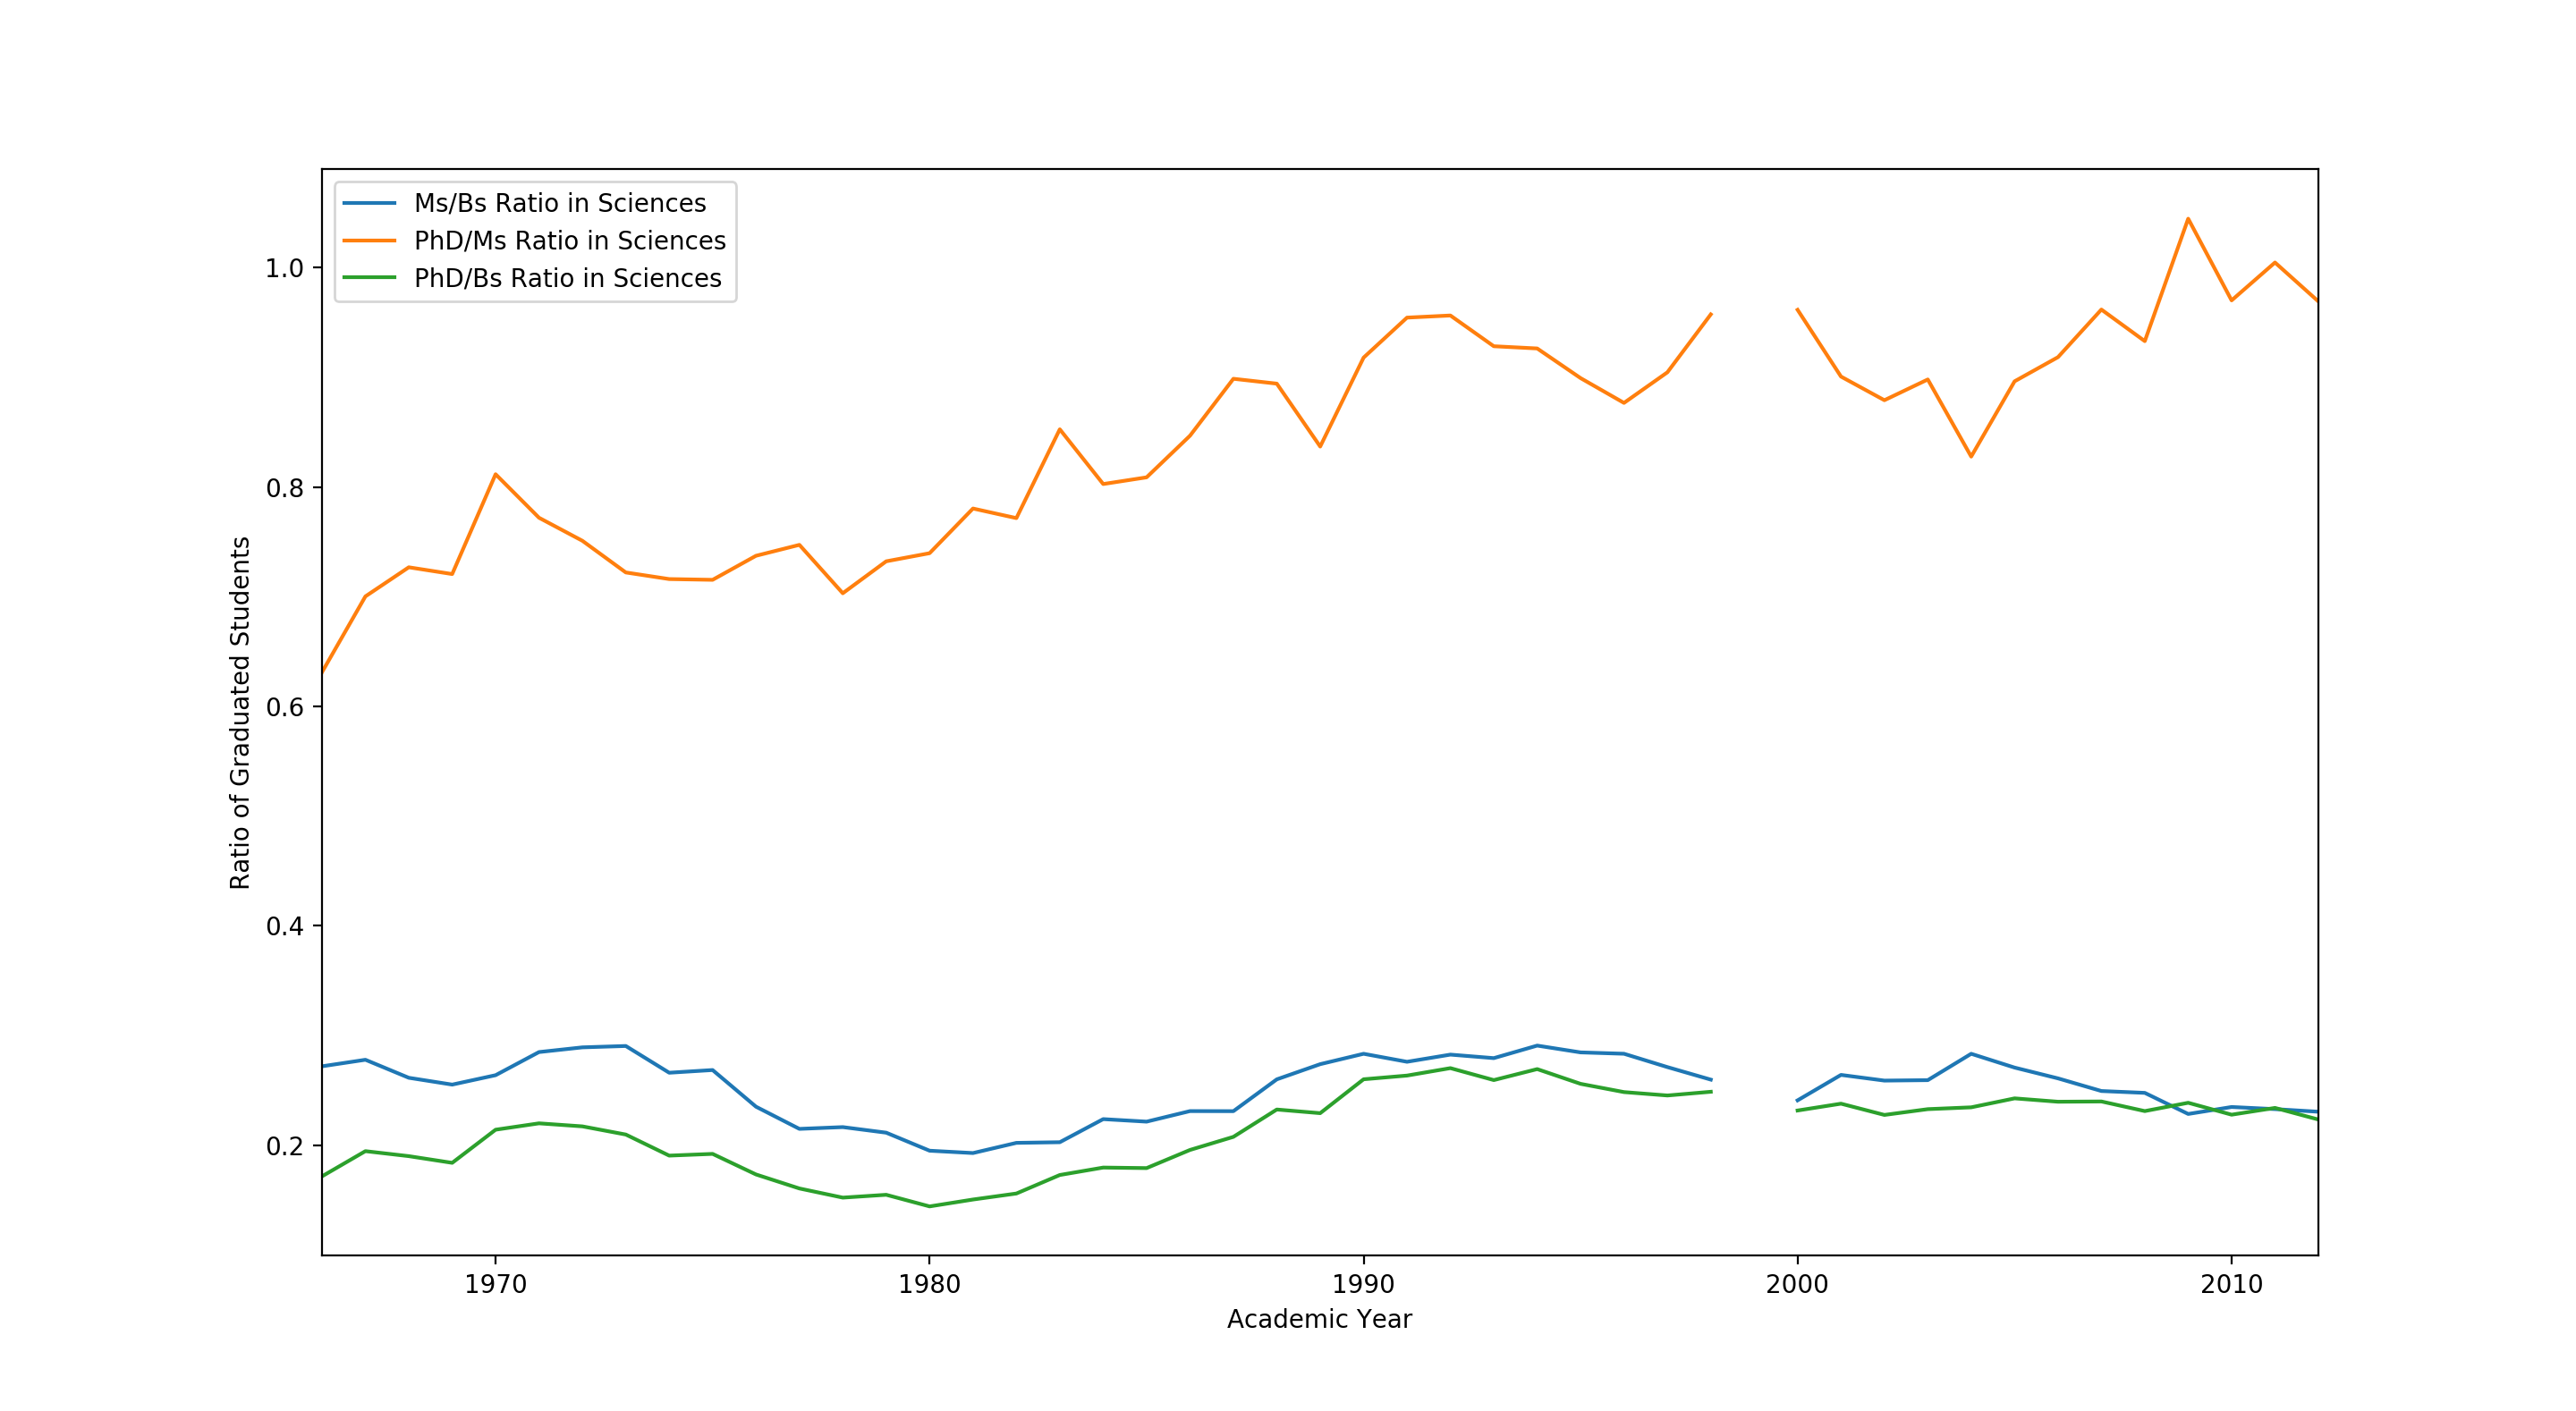 Ms/Bs Ratio in Sciences
PhD/Ms Ratio in Sciences
PhD/Bs Ratio in Sciences
1.0
0.8
0.6
0.4
0.2
Ratio of Graduated Students
1970 1980 1990 2000 2010
Academic Year